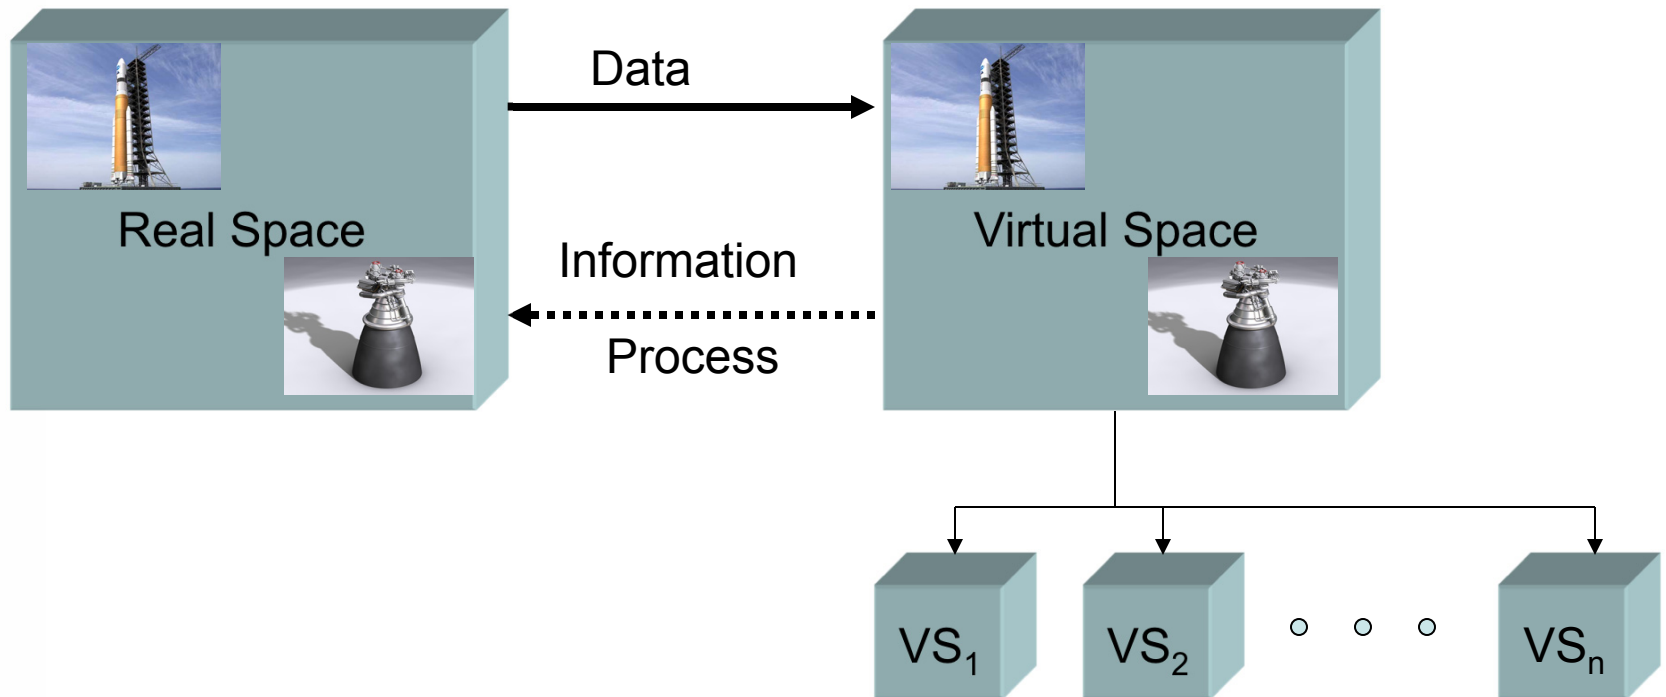 Data
Real Space
Virtual Space
Information
Process
VS₁
VS₂
VSₙ